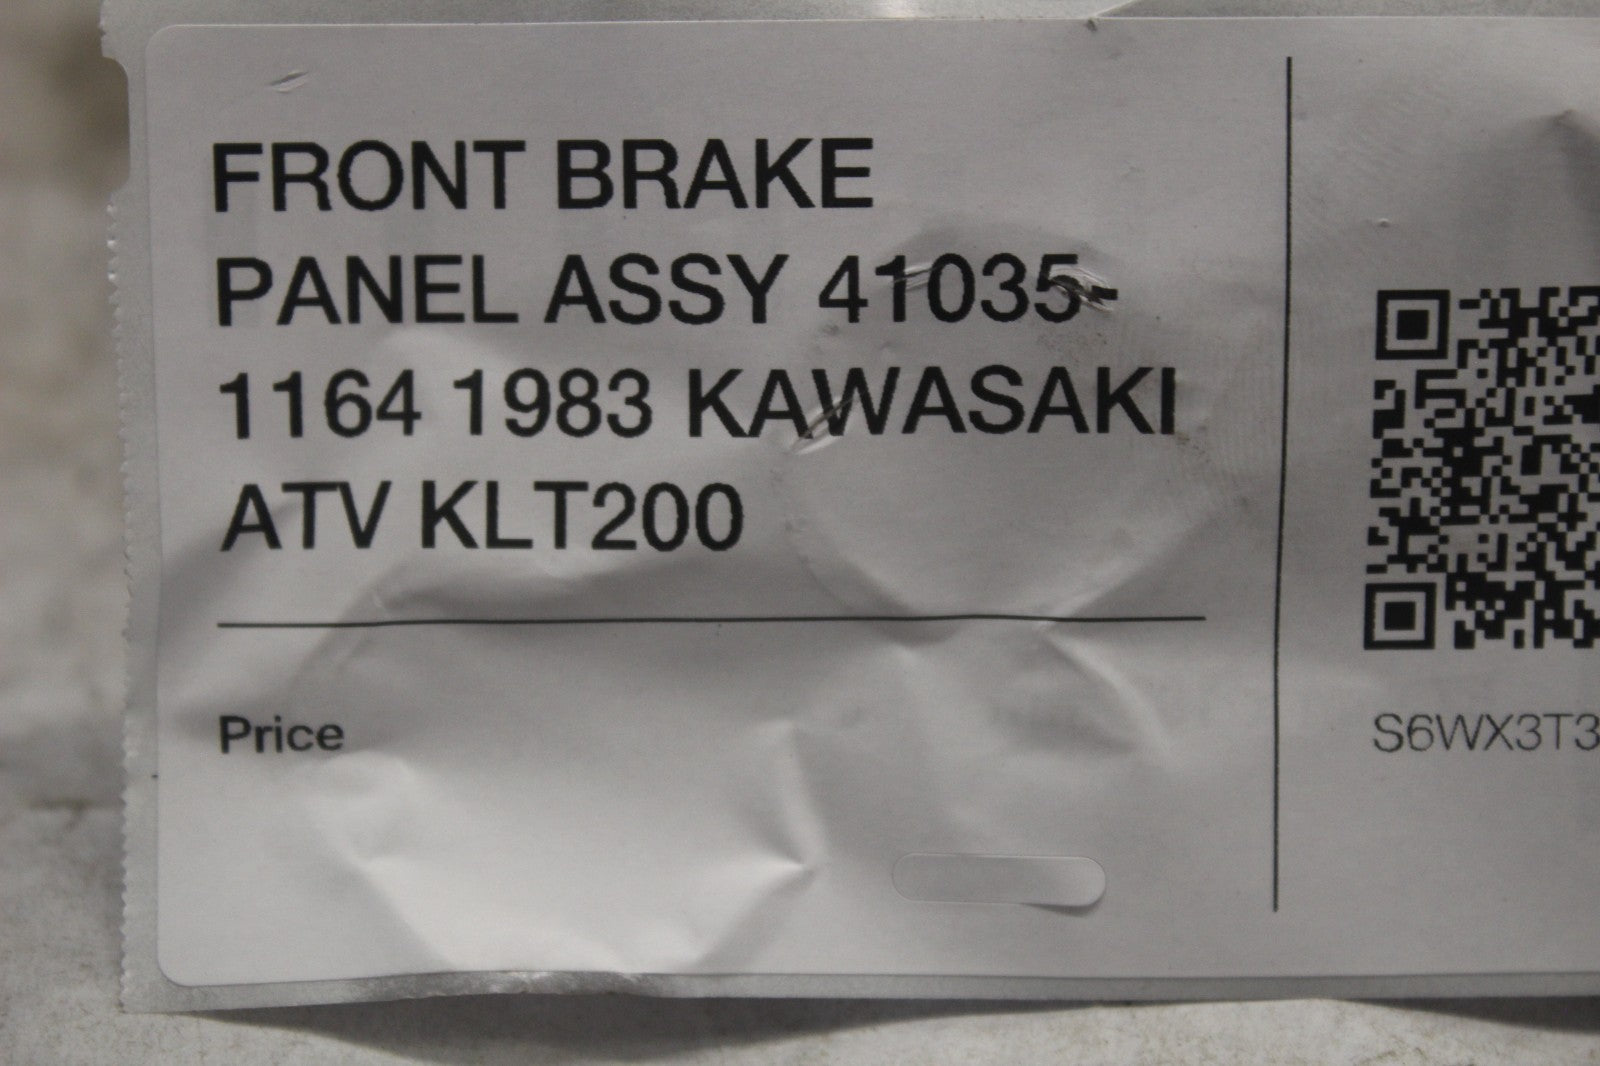 FRONT BRAKE
PANEL ASSY 41035-
1164 1983 KAWASAKI
ATV KLT200
Price
S6WX3T3